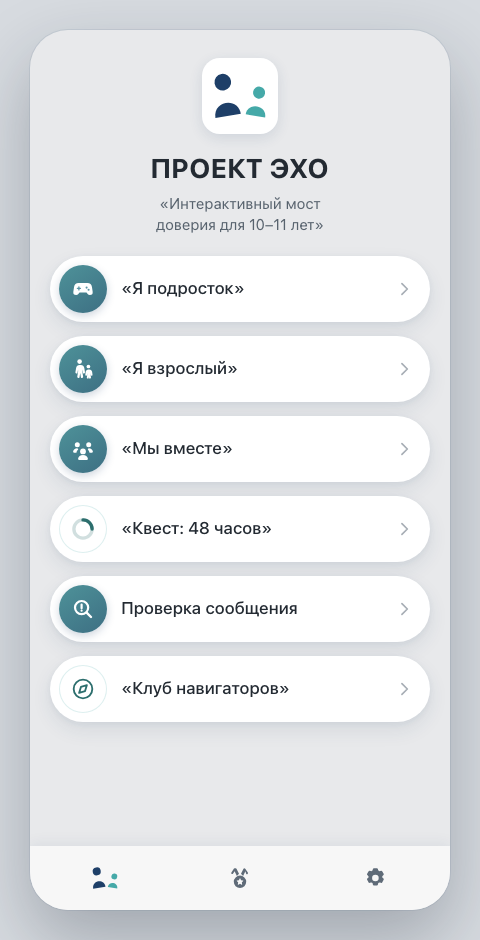 ПРОЕКТ ЭХО
«Интерактивный мост
доверия для 10–11 лет»
«Я подросток»
«Я взрослый»
«Мы вместе»
«Квест: 48 часов»
Проверка сообщения
«Клуб навигаторов»